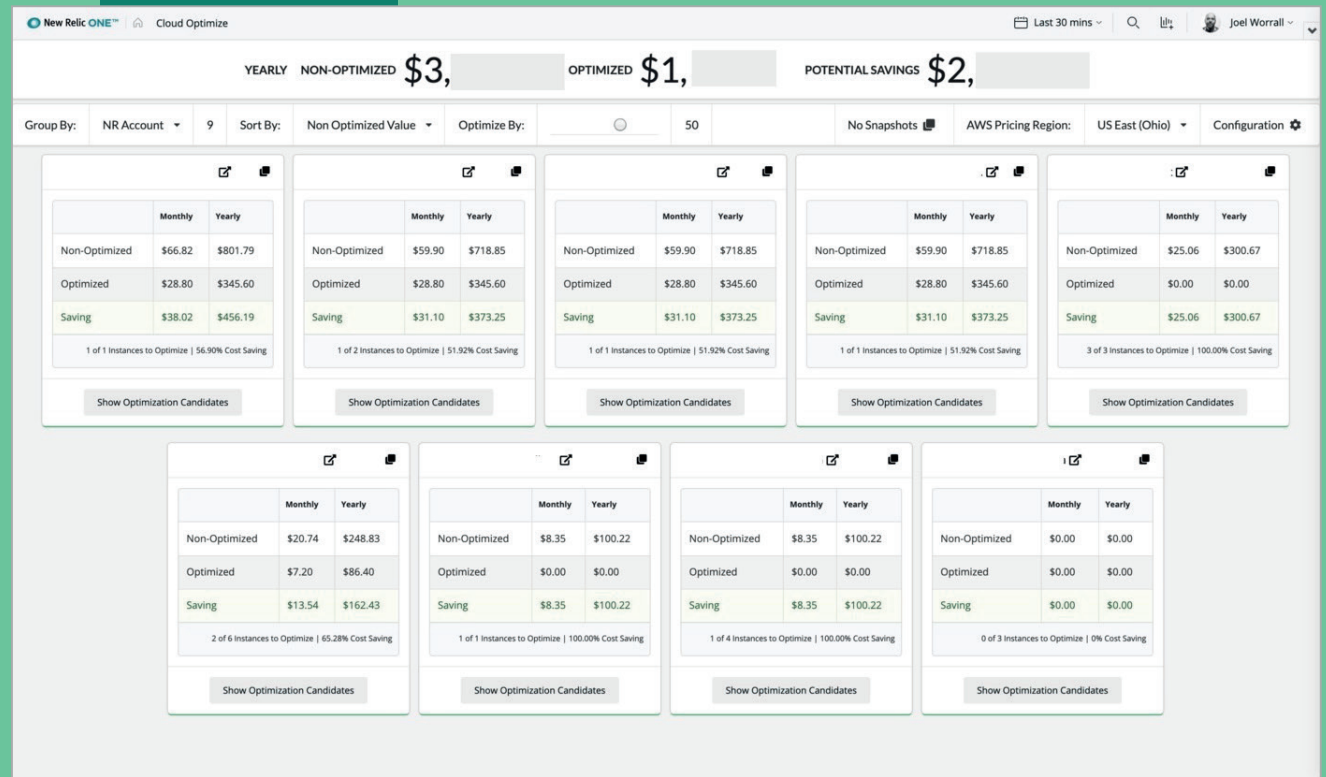 New Relic ONE™ Cloud Optimize Last 30 mins Joel Worrall
YEARLY NON-OPTIMIZED $3, OPTIMIZED $1, POTENTIAL SAVINGS $2,
Group By: NR Account 9 Sort By: Non Optimized Value Optimize By: 50 No Snapshots AWS Pricing Region: US East (Ohio) Configuration
Monthly Yearly
Non-Optimized $66.82 $801.79
Optimized $28.80 $345.60
Saving $38.02 $456.19
1 of 1 Instances to Optimize | 56.90% Cost Saving
Show Optimization Candidates
Monthly Yearly
Non-Optimized $59.90 $718.85
Optimized $28.80 $345.60
Saving $31.10 $373.25
1 of 2 Instances to Optimize | 51.92% Cost Saving
Show Optimization Candidates
Monthly Yearly
Non-Optimized $59.90 $718.85
Optimized $28.80 $345.60
Saving $31.10 $373.25
1 of 1 Instances to Optimize | 51.92% Cost Saving
Show Optimization Candidates
Monthly Yearly
Non-Optimized $59.90 $718.85
Optimized $28.80 $345.60
Saving $31.10 $373.25
1 of 1 Instances to Optimize | 51.92% Cost Saving
Show Optimization Candidates
Monthly Yearly
Non-Optimized $25.06 $300.67
Optimized $0.00 $0.00
Saving $25.06 $300.67
3 of 3 Instances to Optimize | 100.00% Cost Saving
Show Optimization Candidates
Monthly Yearly
Non-Optimized $20.74 $248.83
Optimized $7.20 $86.40
Saving $13.54 $162.43
2 of 6 Instances to Optimize | 65.28% Cost Saving
Show Optimization Candidates
Monthly Yearly
Non-Optimized $8.35 $100.22
Optimized $0.00 $0.00
Saving $8.35 $100.22
1 of 1 Instances to Optimize | 100.00% Cost Saving
Show Optimization Candidates
Monthly Yearly
Non-Optimized $8.35 $100.22
Optimized $0.00 $0.00
Saving $8.35 $100.22
1 of 4 Instances to Optimize | 100.00% Cost Saving
Show Optimization Candidates
Monthly Yearly
Non-Optimized $0.00 $0.00
Optimized $0.00 $0.00
Saving $0.00 $0.00
0 of 3 Instances to Optimize | 0% Cost Saving
Show Optimization Candidates